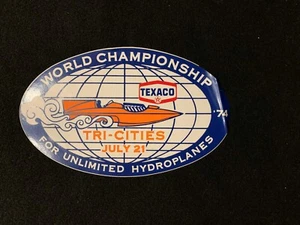 WORLD CHAMPIONSHIP
TEXACO
T
'74
TRI-CITIES
JULY 21
FOR UNLIMITED HYDROPLANES